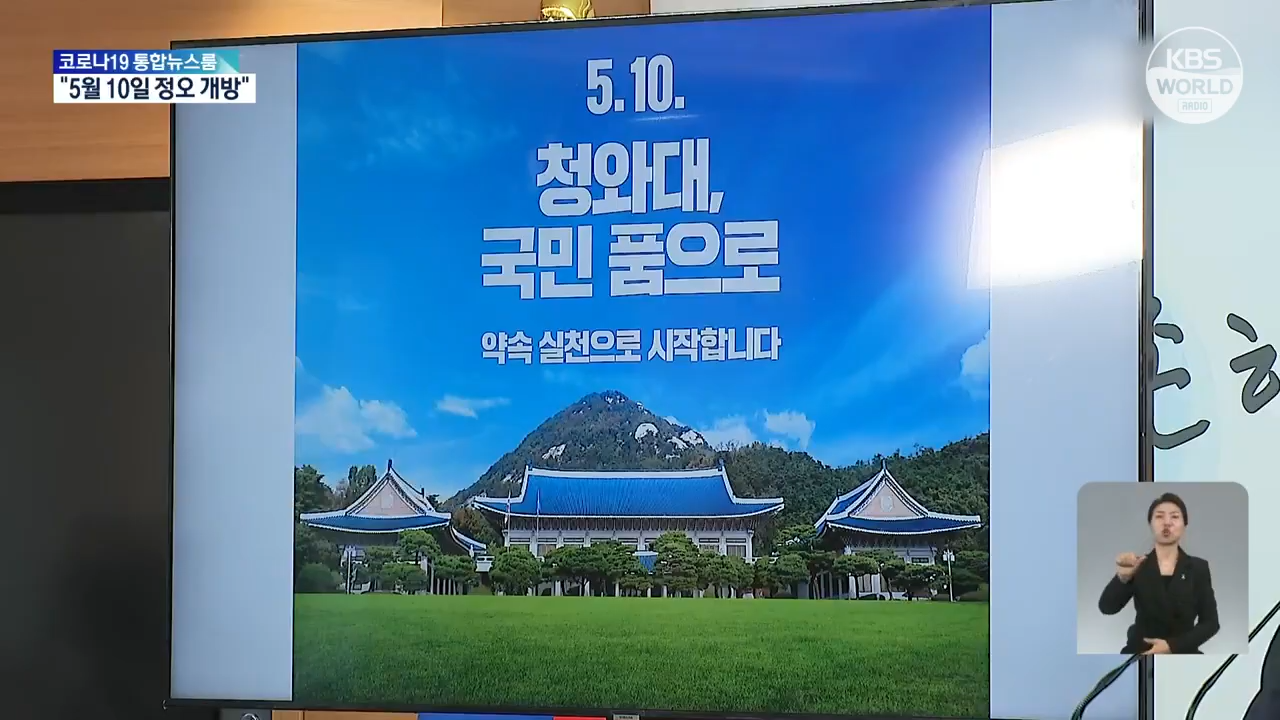 코로나19 통합뉴스룸
"5월 10일 정오 개방"
KBS
WORLD
RADIO
5.10.
청와대,
국민 품으로
약속 실천으로 시작합니다